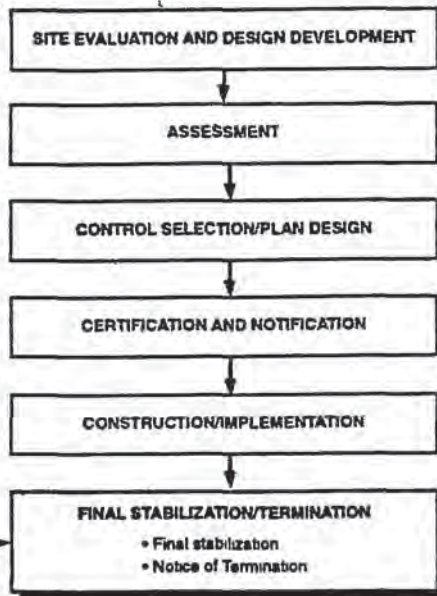 SITE EVALUATION AND DESIGN DEVELOPMENT
ASSESSMENT
CONTROL SELECTION/PLAN DESIGN
CERTIFICATION AND NOTIFICATION
CONSTRUCTION/IMPLEMENTATION
FINAL STABILIZATION/TERMINATION
• Final stabilization
• Notice of Termination